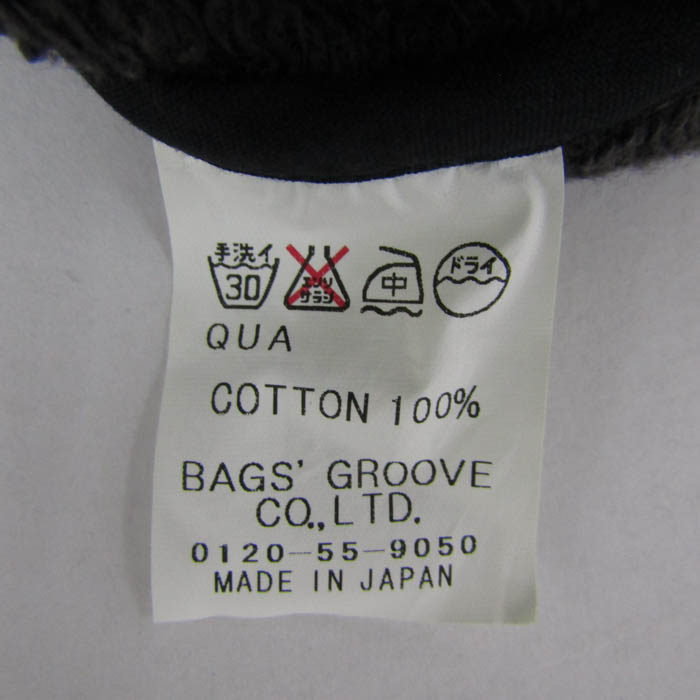 手洗イ 30 エンソ サラシ 中 ドライ
QUA
COTTON 100%
BAGS' GROOVE
CO.,LTD.
0120-55-9050
MADE IN JAPAN